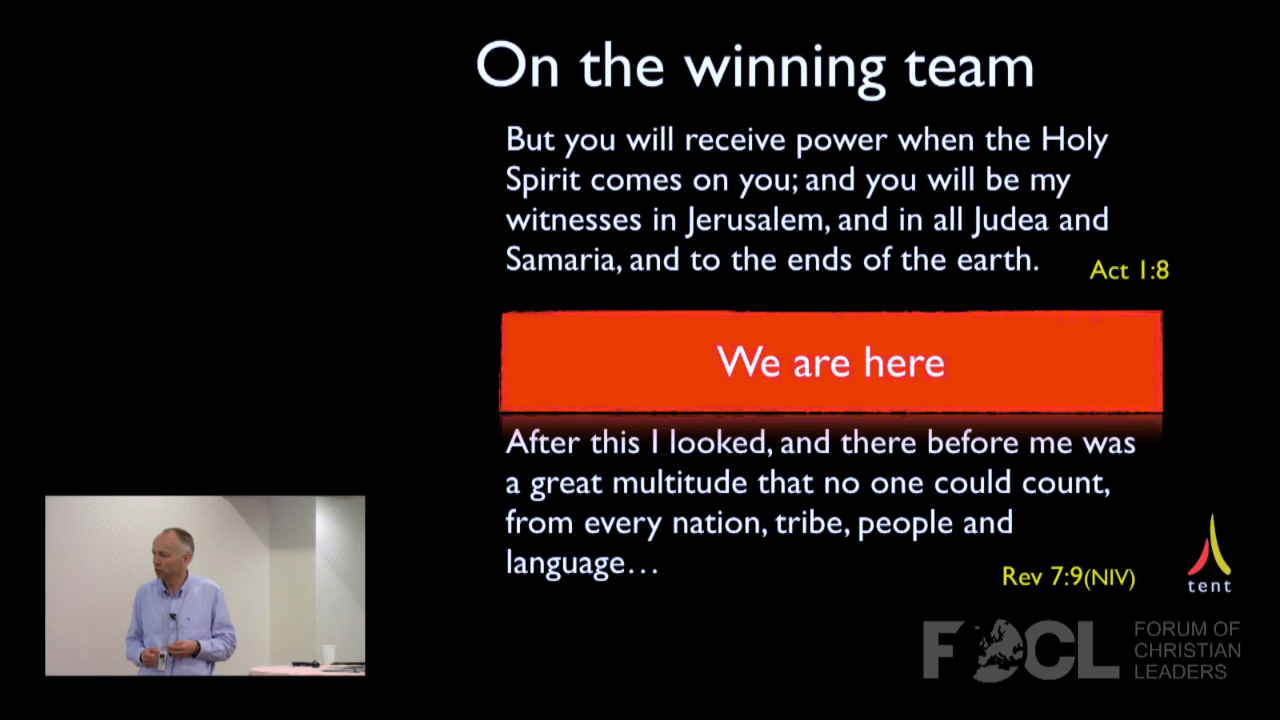 On the winning team
But you will receive power when the Holy
Spirit comes on you; and you will be my
witnesses in Jerusalem, and in all Judea and
Samaria, and to the ends of the earth.
Act 1:8
We are here
After this I looked, and there before me was
a great multitude that no one could count,
from every nation, tribe, people and
language…
Rev 7:9(NIV)
tent
FOCL
FORUM OF
CHRISTIAN
LEADERS